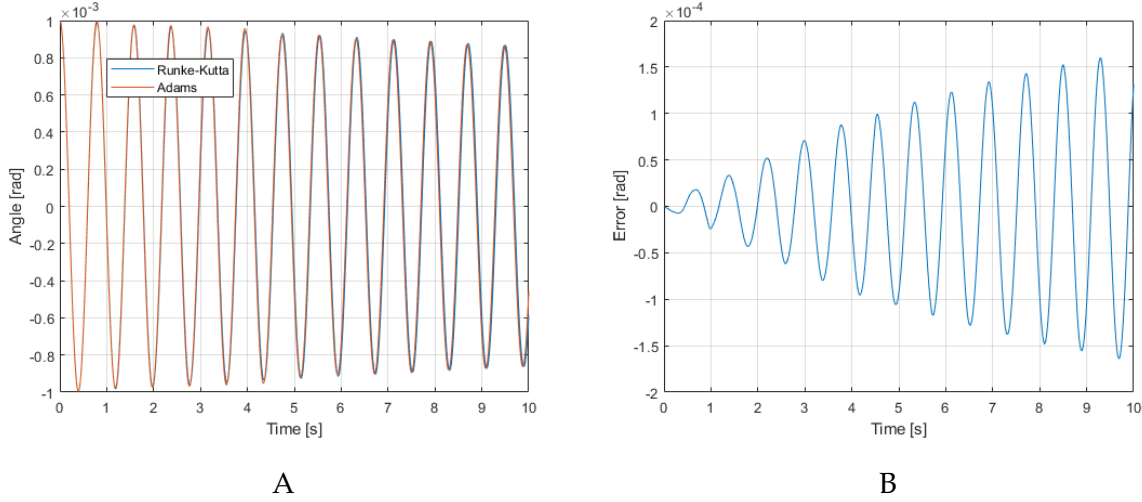 ×10⁻³
1
0.8
0.6
0.4
0.2
0
-0.2
-0.4
-0.6
-0.8
-1
Angle [rad]
Runke-Kutta
Adams
0 1 2 3 4 5 6 7 8 9 10
Time [s]
A
×10⁻⁴
2
1.5
1
0.5
0
-0.5
-1
-1.5
-2
Error [rad]
0 1 2 3 4 5 6 7 8 9 10
Time [s]
B